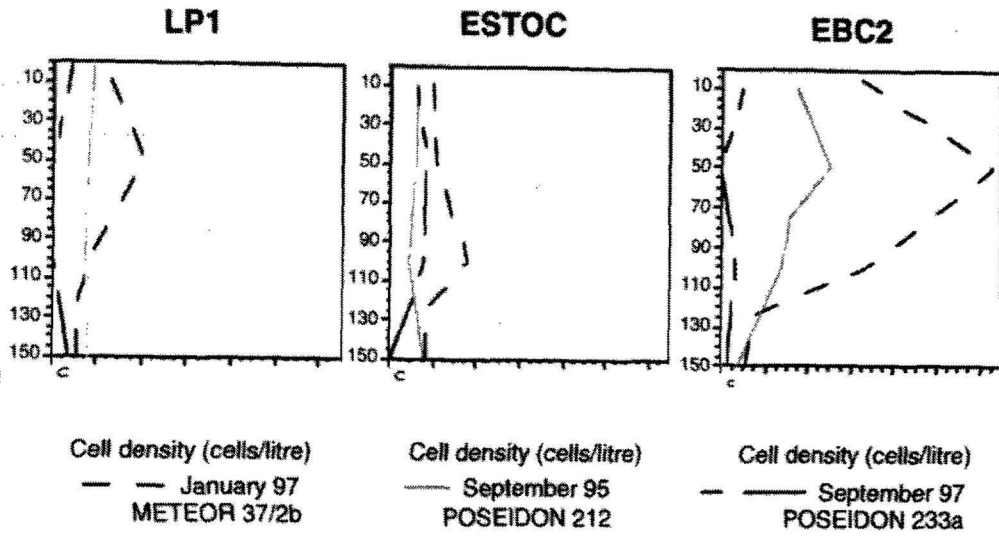 LP1
ESTOC
EBC2
10
30
50
70
90
110
130
150
10
30
50
70
90
110
130
150
10
30
50
70
90
110
130
150
Cell density (cells/litre)
Cell density (cells/litre)
Cell density (cells/litre)
January 97
METEOR 37/2b
September 95
POSEIDON 212
September 97
POSEIDON 233a